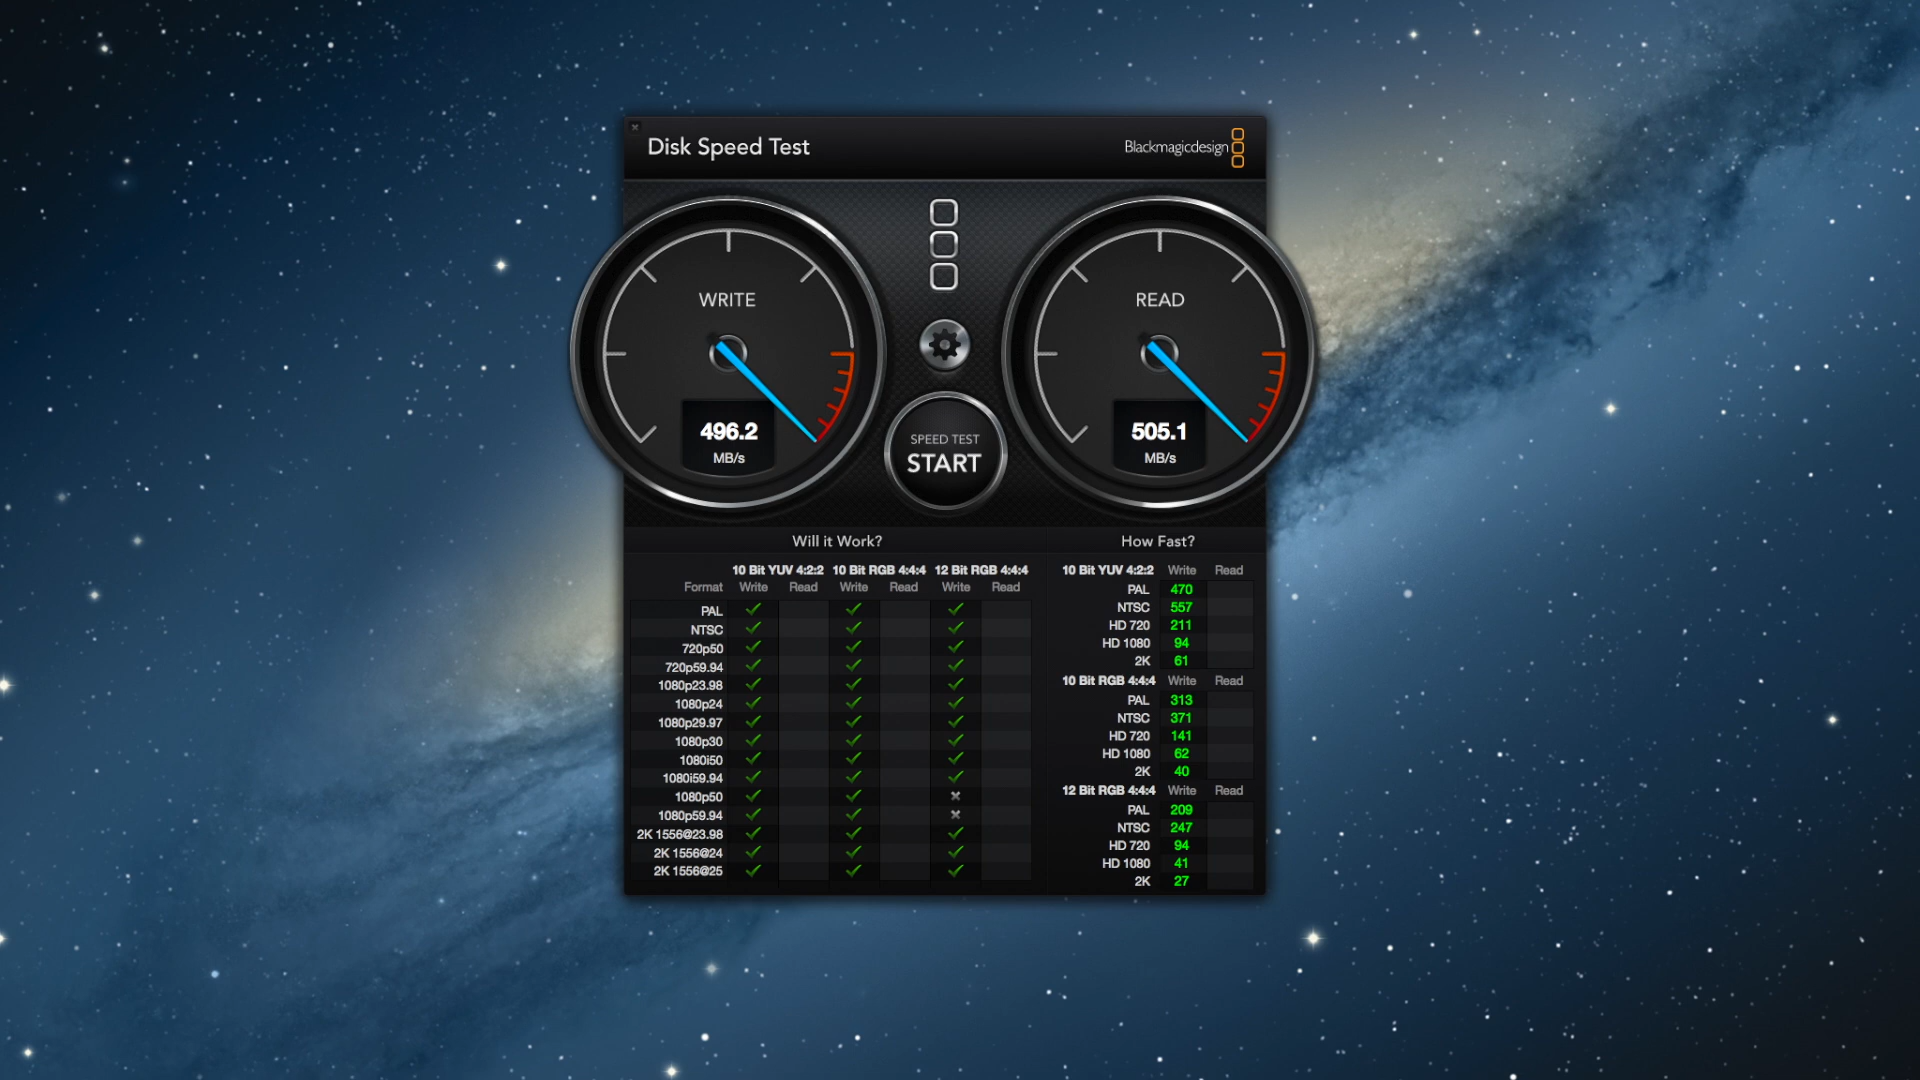 Disk Speed Test
Blackmagicdesign
WRITE
496.2
MB/s
SPEED TEST
START
READ
505.1
MB/s
Will it Work?
10 Bit YUV 4:2:2 10 Bit RGB 4:4:4 12 Bit RGB 4:4:4
Format Write Read Write Read Write Read
PAL
NTSC
720p50
720p59.94
1080p23.98
1080p24
1080p29.97
1080p30
1080i50
1080i59.94
1080p50
1080p59.94
2K 1556@23.98
2K 1556@24
2K 1556@25
How Fast?
10 Bit YUV 4:2:2 Write Read
PAL 470
NTSC 557
HD 720 211
HD 1080 94
2K 61
10 Bit RGB 4:4:4 Write Read
PAL 313
NTSC 371
HD 720 141
HD 1080 62
2K 40
12 Bit RGB 4:4:4 Write Read
PAL 209
NTSC 247
HD 720 94
HD 1080 41
2K 27